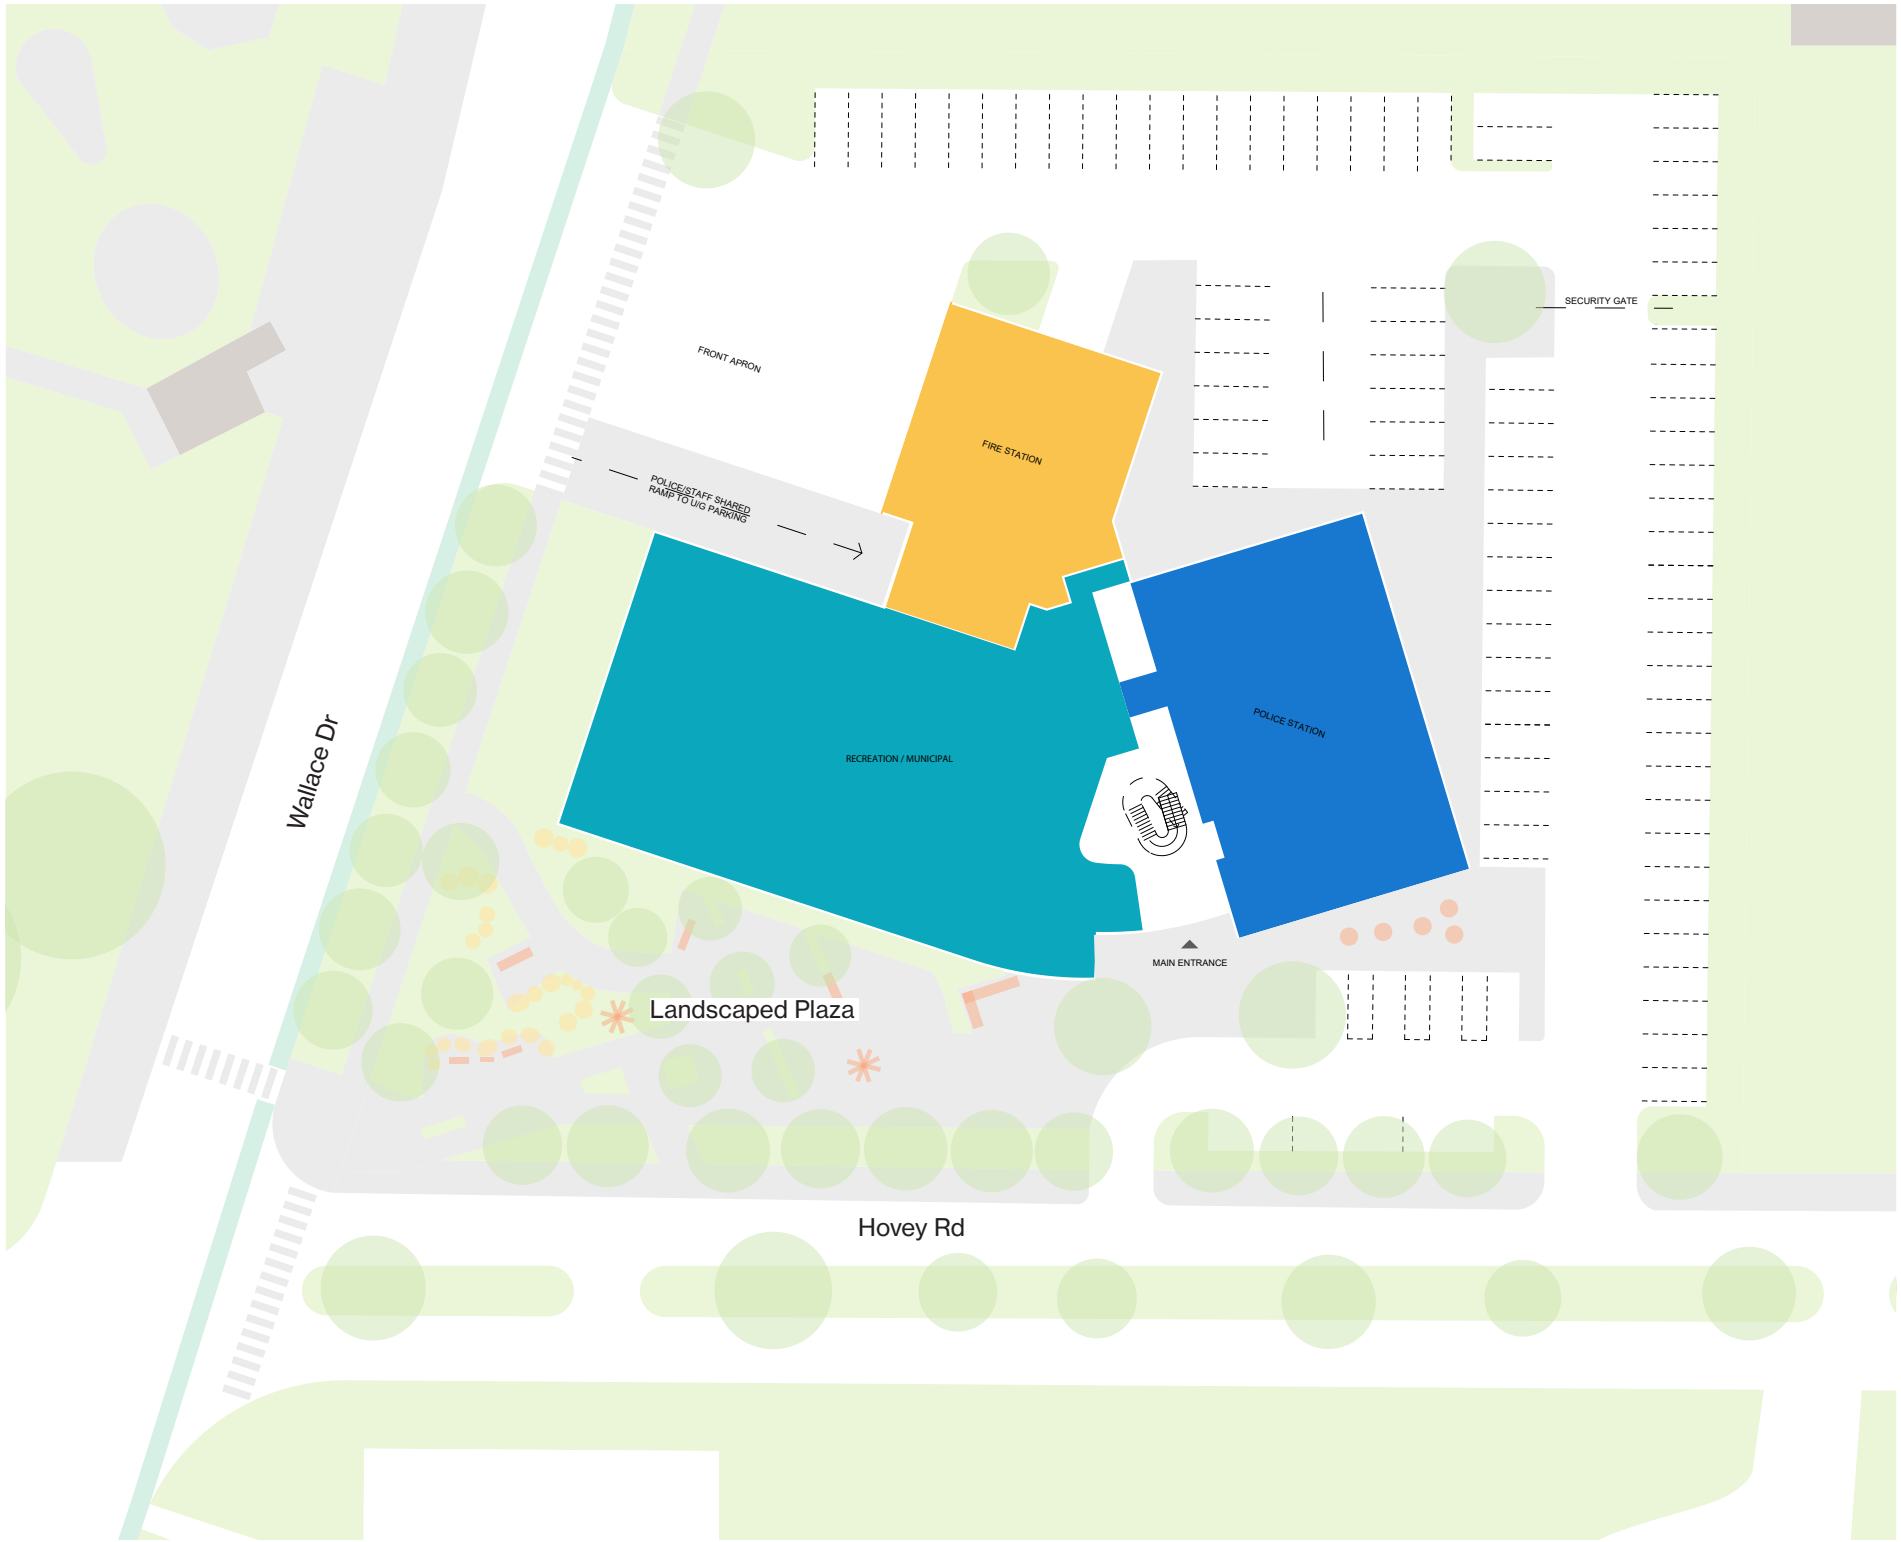 SECURITY GATE
FRONT APRON
FIRE STATION
POLICE/STAFF SHARED
RAMP TO U/G PARKING
POLICE STATION
RECREATION / MUNICIPAL
Wallace Dr
MAIN ENTRANCE
Landscaped Plaza
Hovey Rd